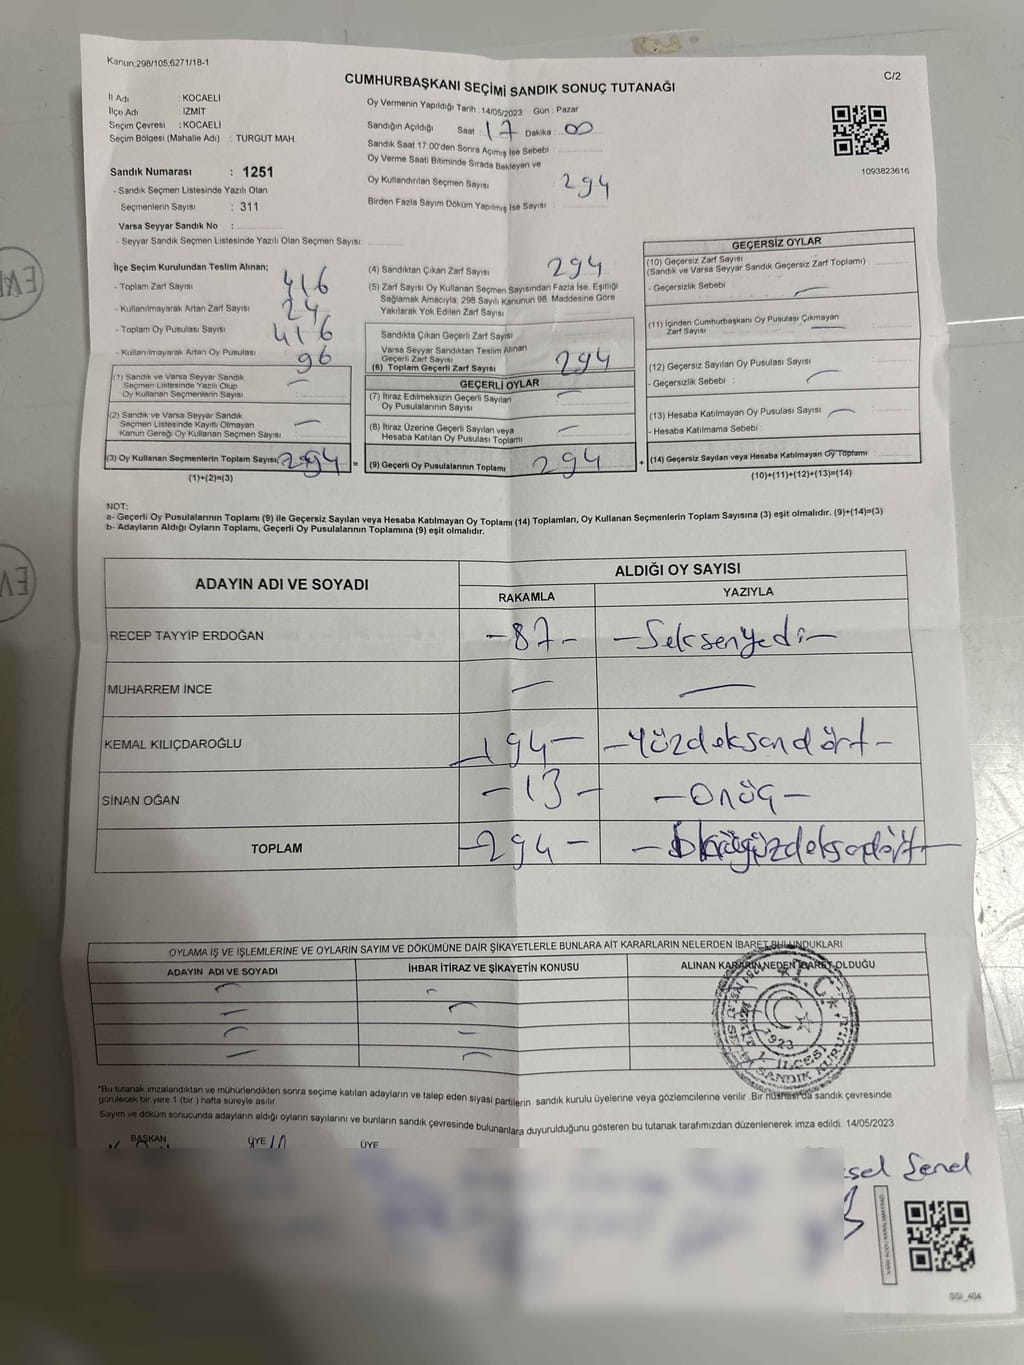 Kanun:298/105;6271/18-1
C/2
CUMHURBAŞKANI SEÇİMİ SANDIK SONUÇ TUTANAĞI
İl Adı : KOCAELİ
İlçe Adı : İZMİT
Seçim Çevresi : KOCAELİ
Seçim Bölgesi (Mahalle Adı) : TURGUT MAH.
Sandık Numarası : 1251
- Sandık Seçmen Listesinde Yazılı Olan
Seçmenlerin Sayısı : 311
Varsa Seyyar Sandık No :
- Seyyar Sandık Seçmen Listesinde Yazılı Olan Seçmen Sayısı:
Oy Vermenin Yapıldığı Tarih : 14/05/2023 Gün : Pazar
Sandığın Açıldığı Saat : 17 Dakika : 00
Sandık Saat 17.00'den Sonra Açılmış İse Sebebi :
Oy Verme Saati Bitiminde Sırada Bekleyen ve
Oy Kullandırılan Seçmen Sayısı : 294
Birden Fazla Sayım Döküm Yapılmış İse Sayısı :
1093823616
İlçe Seçim Kurulundan Teslim Alınan;
- Toplam Zarf Sayısı : 416
- Kullanılmayarak Artan Zarf Sayısı : 24
- Toplam Oy Pusulası Sayısı : 416
- Kullanılmayarak Artan Oy Pusulası : 96
(1) Sandık ve Varsa Seyyar Sandık
Seçmen Listesinde Yazılı Olup
Oy Kullanan Seçmenlerin Sayısı : —
(2) Sandık ve Varsa Seyyar Sandık
Seçmen Listesinde Kayıtlı Olmayan
Kanun Gereği Oy Kullanan Seçmen Sayısı : —
(3) Oy Kullanan Seçmenlerin Toplam Sayısı: 294 =
(1)+(2)=(3)
(4) Sandıktan Çıkan Zarf Sayısı 294
(5) Zarf Sayısı Oy Kullanan Seçmen Sayısından Fazla İse, Eşitliği
Sağlamak Amacıyla; 298 Sayılı Kanunun 98. Maddesine Göre
Yakılarak Yok Edilen Zarf Sayısı :
Sandıkta Çıkan Geçerli Zarf Sayısı :
Varsa Seyyar Sandıktan Teslim Alınan
Geçerli Zarf Sayısı
(6) Toplam Geçerli Zarf Sayısı : 294
GEÇERLİ OYLAR
(7) İtiraz Edilmeksizin Geçerli Sayılan
Oy Pusulalarının Sayısı : —
(8) İtiraz Üzerine Geçerli Sayılan veya
Hesaba Katılan Oy Pusulası Toplamı : —
(9) Geçerli Oy Pusulalarının Toplamı : 294 +
GEÇERSİZ OYLAR
(10) Geçersiz Zarf Sayısı
(Sandık ve Varsa Seyyar Sandık Geçersiz Zarf Toplamı) :
- Geçersizlik Sebebi : —
(11) İçinden Cumhurbaşkanı Oy Pusulası Çıkmayan
Zarf Sayısı : —
(12) Geçersiz Sayılan Oy Pusulası Sayısı :
- Geçersizlik Sebebi : —
(13) Hesaba Katılmayan Oy Pusulası Sayısı : —
- Hesaba Katılmama Sebebi :
(14) Geçersiz Sayılan veya Hesaba Katılmayan Oy Toplamı :
(10)+(11)+(12)+(13)=(14)
NOT:
a- Geçerli Oy Pusulalarının Toplamı (9) ile Geçersiz Sayılan veya Hesaba Katılmayan Oy Toplamı (14) Toplamları, Oy Kullanan Seçmenlerin Toplam Sayısına (3) eşit olmalıdır. (9)+(14)=(3)
b- Adayların Aldığı Oyların Toplamı, Geçerli Oy Pusulalarının Toplamına (9) eşit olmalıdır.
ADAYIN ADI VE SOYADI
ALDIĞI OY SAYISI
RAKAMLA YAZIYLA
RECEP TAYYİP ERDOĞAN -87- -Seksenyedi-
MUHARREM İNCE — —
KEMAL KILIÇDAROĞLU -194- -Yüzdoksandört-
SİNAN OĞAN -13- -Onüç-
TOPLAM -294- -ikiyüzdoksandört-
OYLAMA İŞ VE İŞLEMLERİNE VE OYLARIN SAYIM VE DÖKÜMÜNE DAİR ŞİKAYETLERLE BUNLARA AİT KARARLARIN NELERDEN İBARET BULUNDUKLARI
ADAYIN ADI VE SOYADI İHBAR İTİRAZ VE ŞİKAYETİN KONUSU ALINAN KARARIN NEDEN İBARET OLDUĞU
T.C.
1923
İLÇESİ
SANDIK KURULU
*Bu tutanak imzalandıktan ve mühürlendikten sonra seçime katılan adayların ve talep eden siyasi partilerin sandık kurulu üyelerine veya gözlemcilerine verilir. Bir nüshası da sandık çevresinde
görülecek bir yere 1 (bir ) hafta süreyle asılır.
Sayım ve döküm sonucunda adayların aldığı oyların sayılarını ve bunların sandık çevresinde bulunanlara duyurulduğunu gösteren bu tutanak tarafımızdan düzenlenerek imza edildi. 14/05/2023
BAŞKAN ÜYE ÜYE
Şenel
SGİ_404